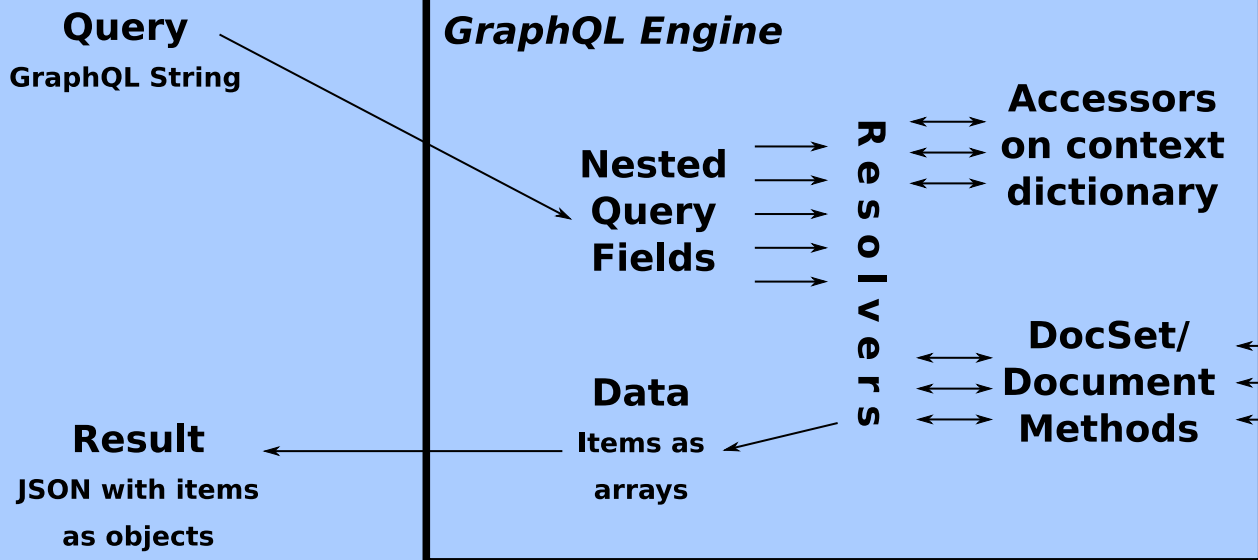 Query
GraphQL String
GraphQL Engine
Nested
Query
Fields
Resolvers
Accessors
on context
dictionary
DocSet/
Document
Methods
Data
Items as
arrays
Result
JSON with items
as objects